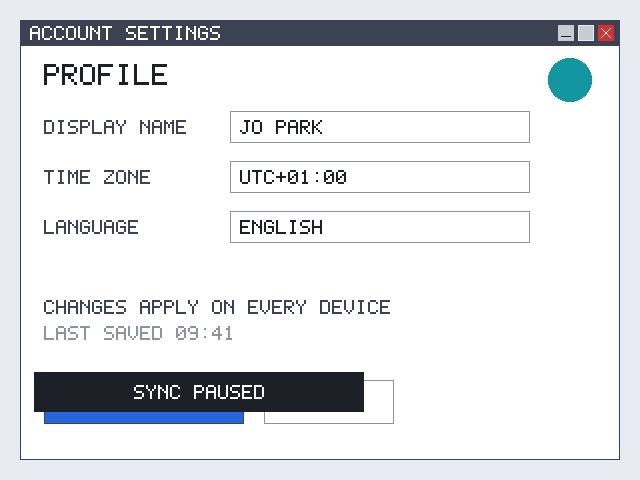 ACCOUNT SETTINGS
PROFILE
DISPLAY NAME
JO PARK
TIME ZONE
UTC+01:00
LANGUAGE
ENGLISH
CHANGES APPLY ON EVERY DEVICE
LAST SAVED 09:41
SYNC PAUSED